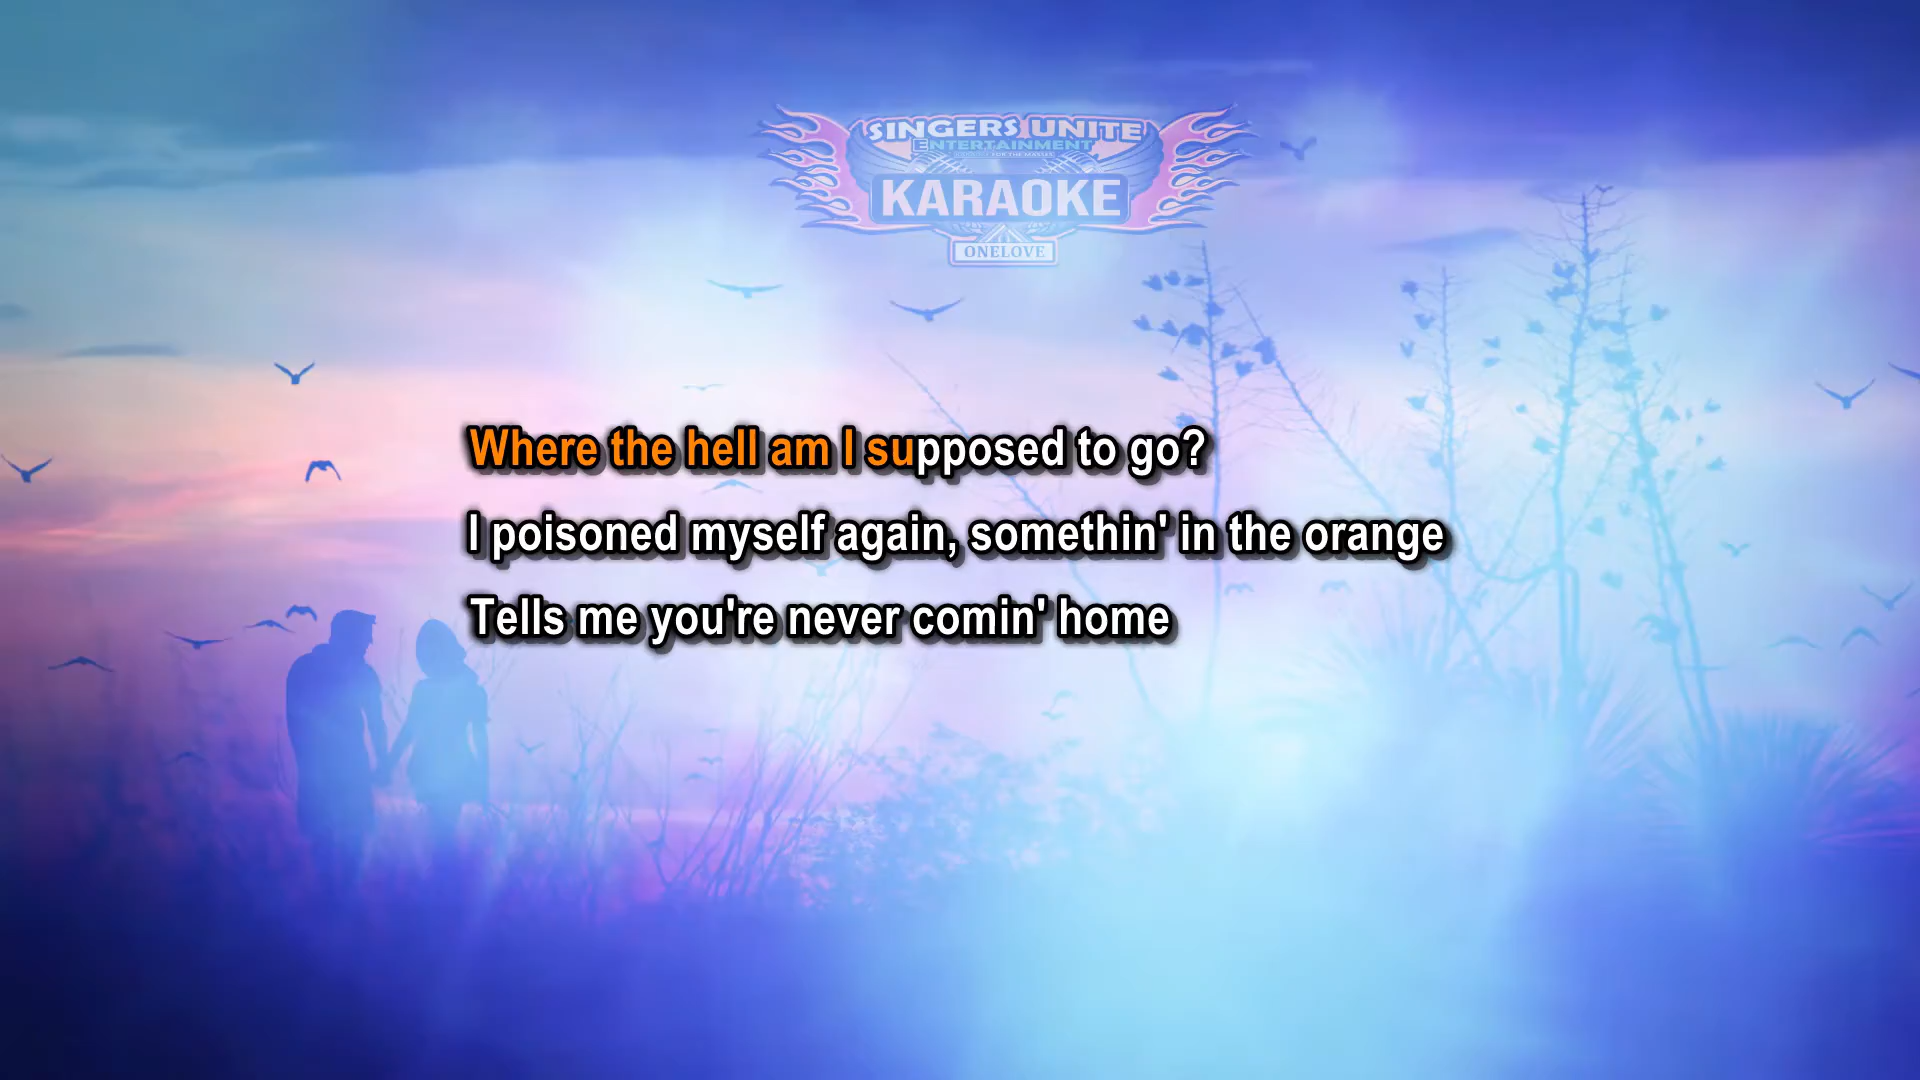 SINGERS UNITE
ENTERTAINMENT
KARAOKE
ONELOVE
Where the hell am I supposed to go?
I poisoned myself again, somethin' in the orange
Tells me you're never comin' home